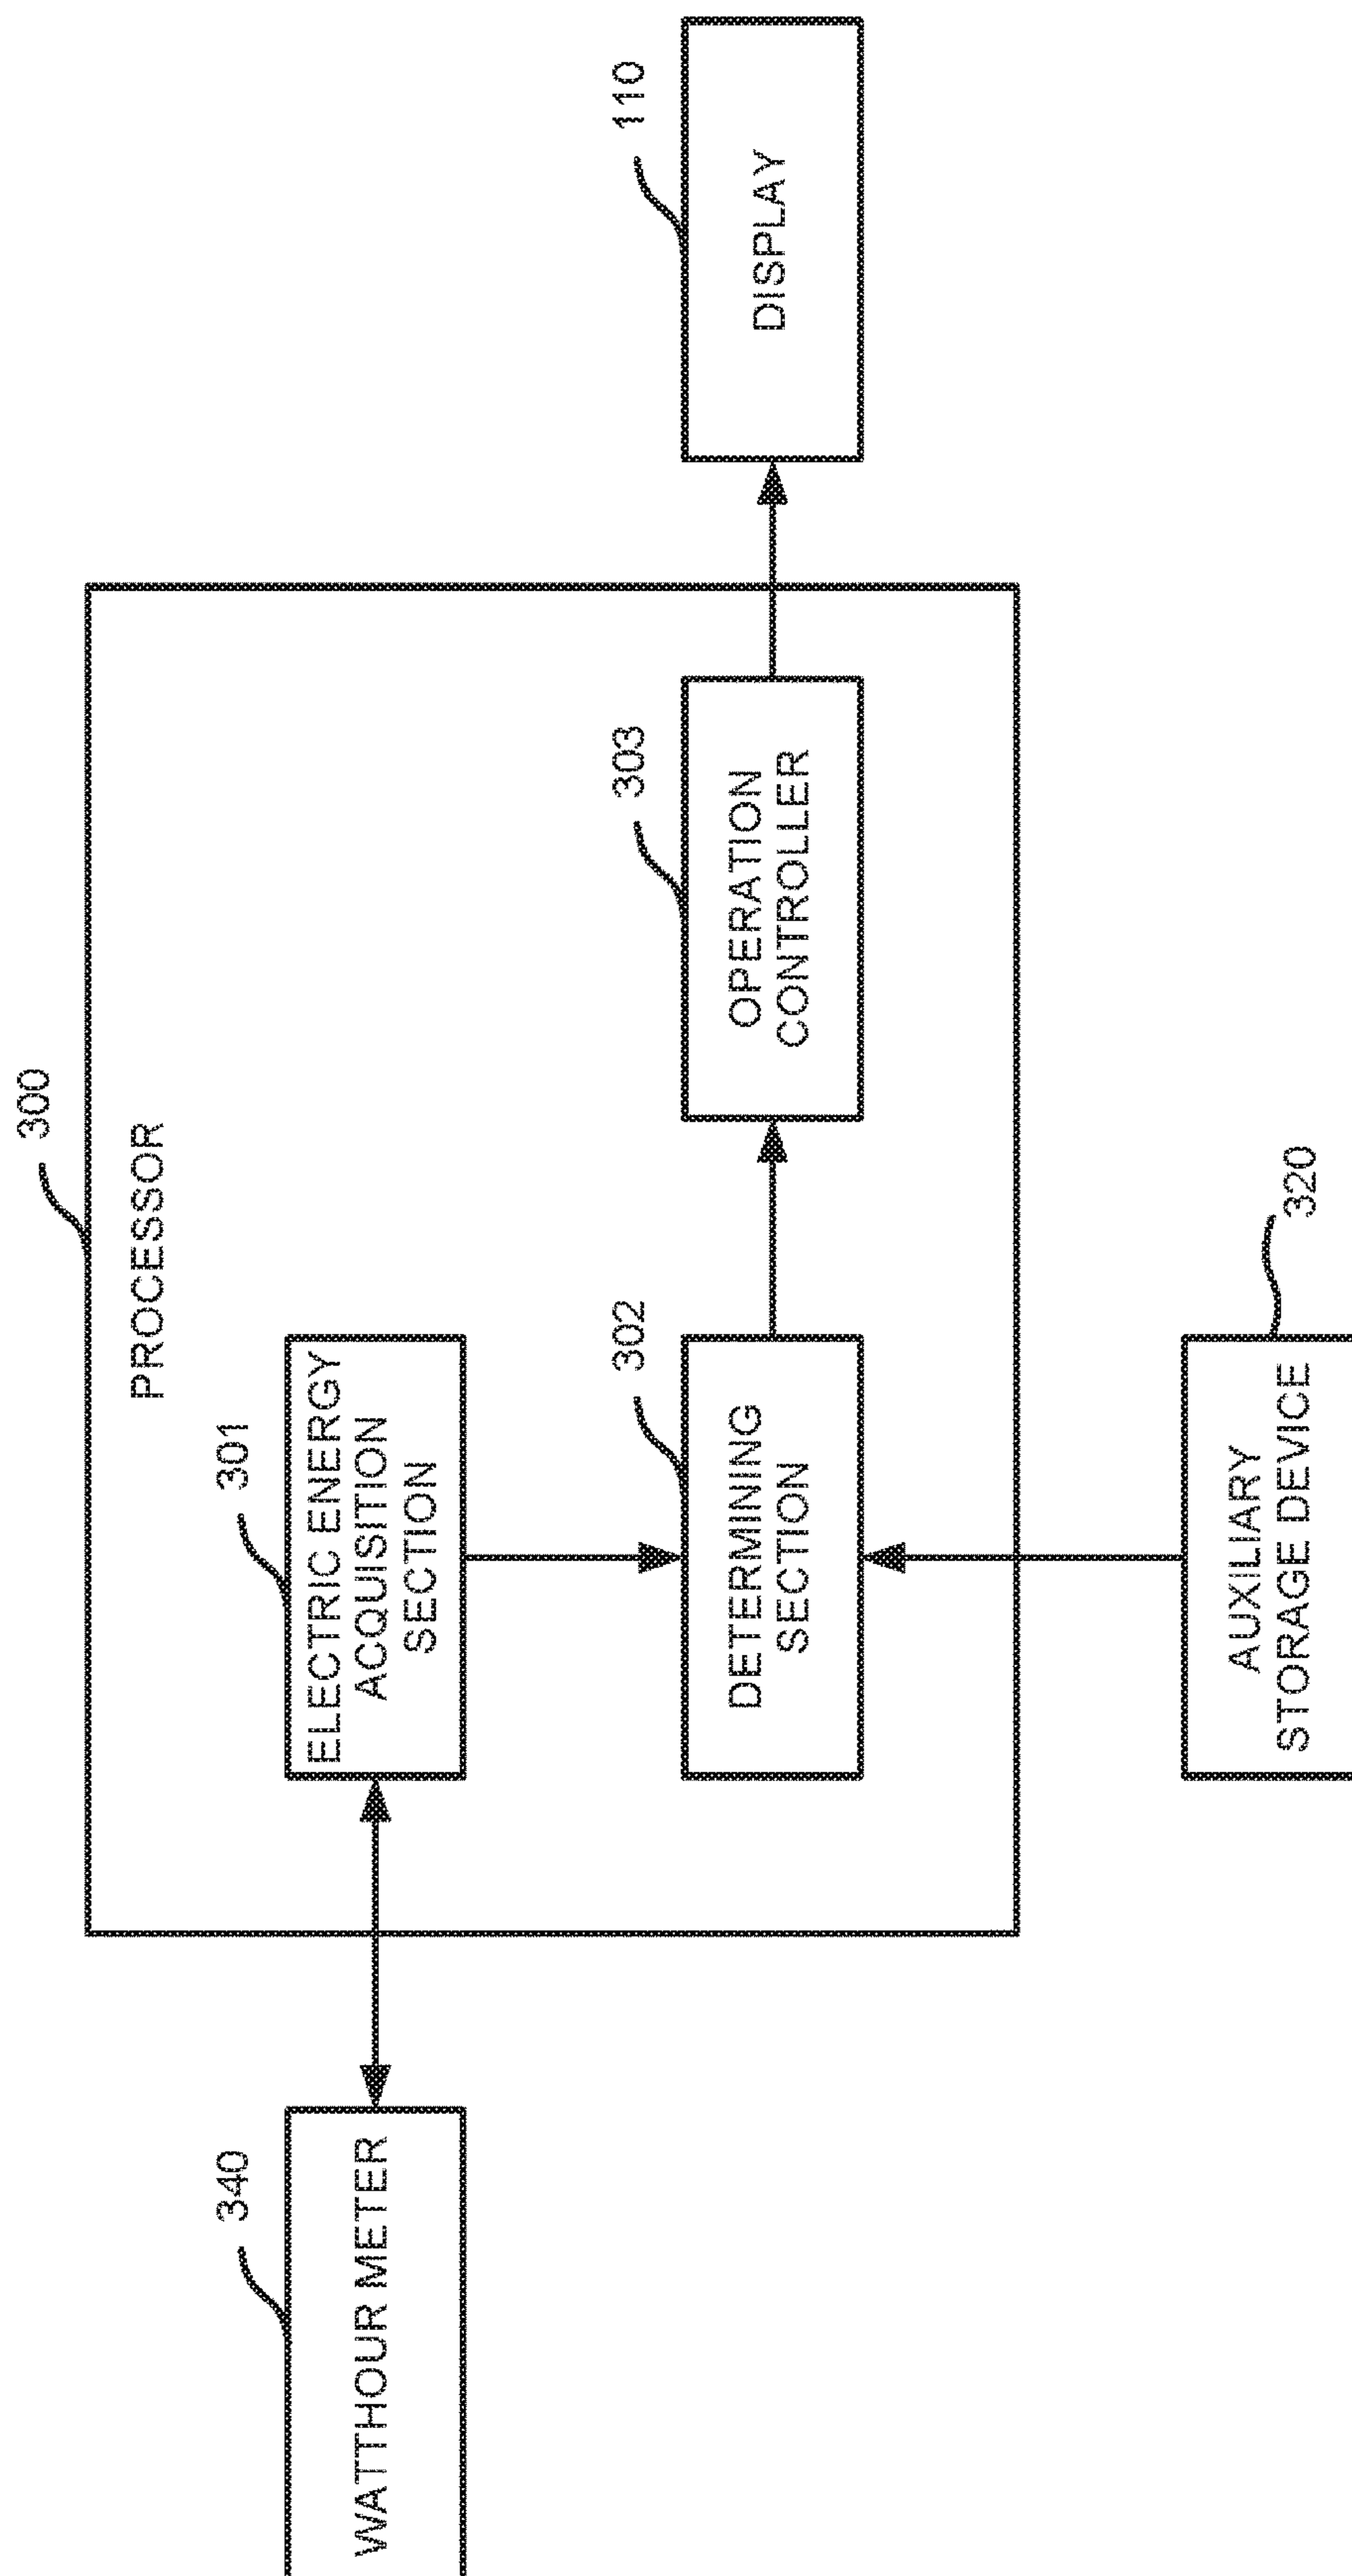 300
PROCESSOR
340
WATTHOUR METER
301
ELECTRIC ENERGY
ACQUISITION
SECTION
302
DETERMINING
SECTION
303
OPERATION
CONTROLLER
110
DISPLAY
AUXILIARY
STORAGE DEVICE
320